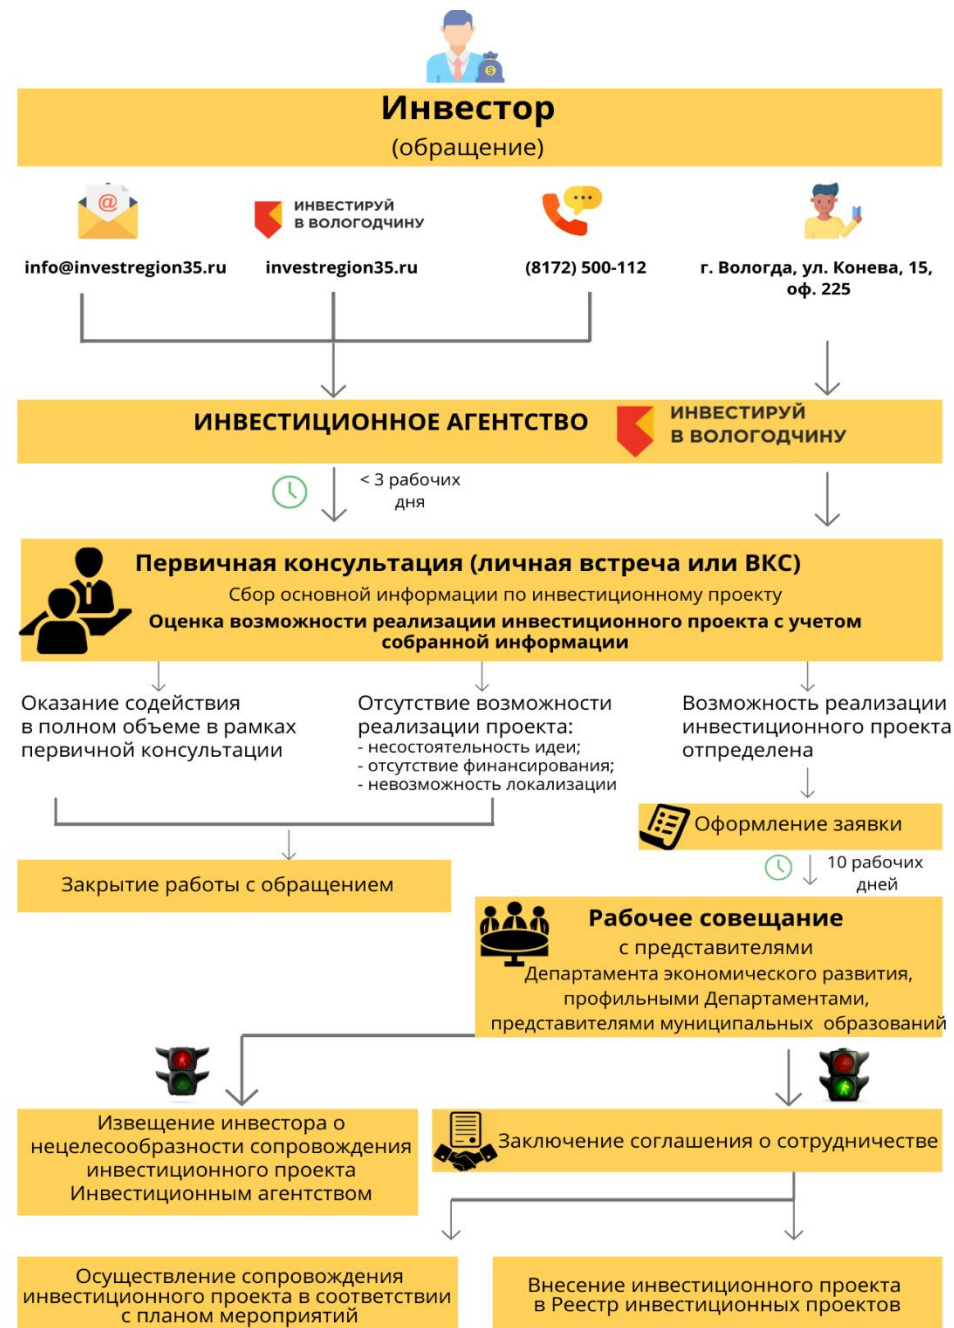 Инвестор
(обращение)
@
ИНВЕСТИРУЙ
В ВОЛОГОДЧИНУ
info@investregion35.ru
investregion35.ru
(8172) 500-112
г. Вологда, ул. Конева, 15,
оф. 225
ИНВЕСТИЦИОННОЕ АГЕНТСТВО
ИНВЕСТИРУЙ
В ВОЛОГОДЧИНУ
< 3 рабочих
дня
Первичная консультация (личная встреча или ВКС)
Сбор основной информации по инвестиционному проекту
Оценка возможности реализации инвестиционного проекта с учетом
собранной информации
Оказание содействия
в полном объеме в рамках
первичной консультации
Отсутствие возможности
реализации проекта:
- несостоятельность идеи;
- отсутствие финансирования;
- невозможность локализации
Возможность реализации
инвестиционного проекта
отпределена
Оформление заявки
10 рабочих
дней
Закрытие работы с обращением
Рабочее совещание
с представителями
Департамента экономического развития,
профильными Департаментами,
представителями муниципальных образований
Извещение инвестора о
нецелесообразности сопровождения
инвестиционного проекта
Инвестиционным агентством
Заключение соглашения о сотрудничестве
Осуществление сопровождения
инвестиционного проекта в соответствии
с планом мероприятий
Внесение инвестиционного проекта
в Реестр инвестиционных проектов